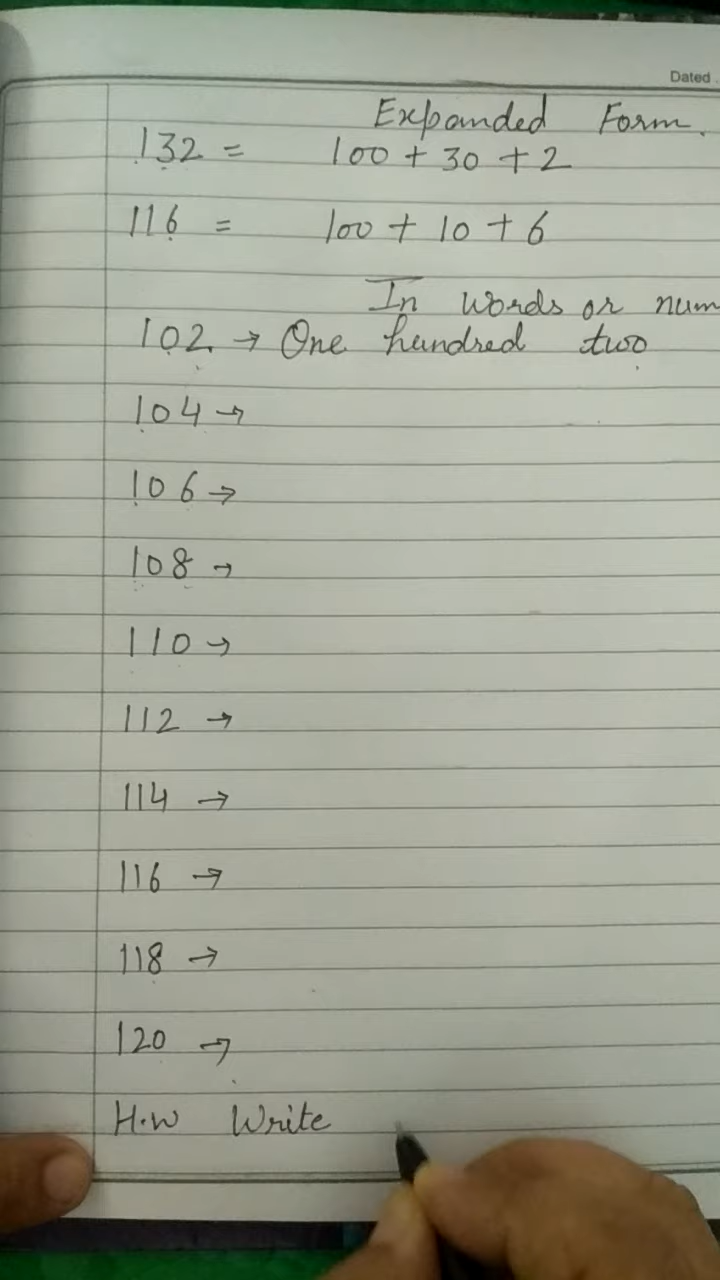 Dated
Expanded Form.
132 = 100 + 30 + 2
116 = 100 + 10 + 6
In words or num
102 → One hundred two
104 →
106 →
108 →
110 →
112 →
114 →
116 →
118 →
120 →
H.W Write